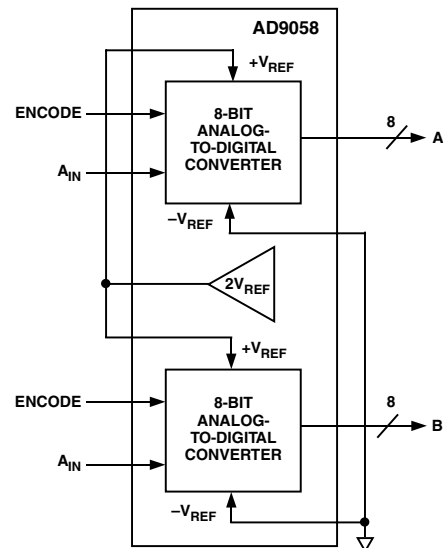 AD9058
+VREF
ENCODE
8-BIT
ANALOG-
TO-DIGITAL
CONVERTER
8
A
AIN
–VREF
2VREF
+VREF
ENCODE
8-BIT
ANALOG-
TO-DIGITAL
CONVERTER
8
B
AIN
–VREF